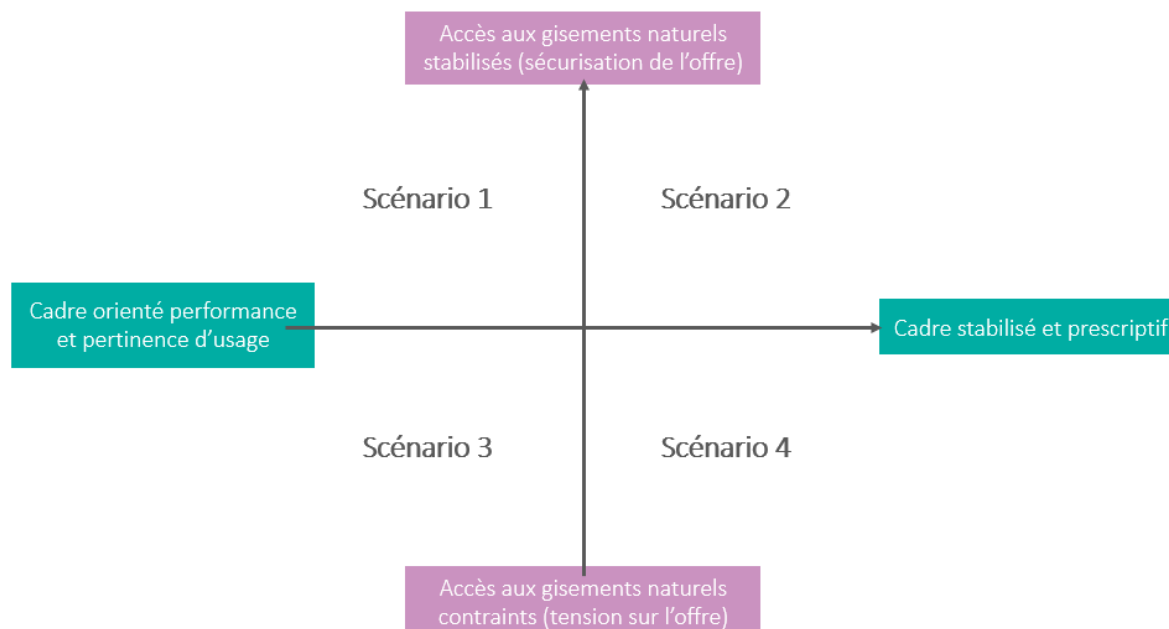 Accès aux gisements naturels
stabilisés (sécurisation de l'offre)
Scénario 1
Scénario 2
Cadre orienté performance
et pertinence d'usage
Cadre stabilisé et prescriptif
Scénario 3
Scénario 4
Accès aux gisements naturels
contraints (tension sur l'offre)